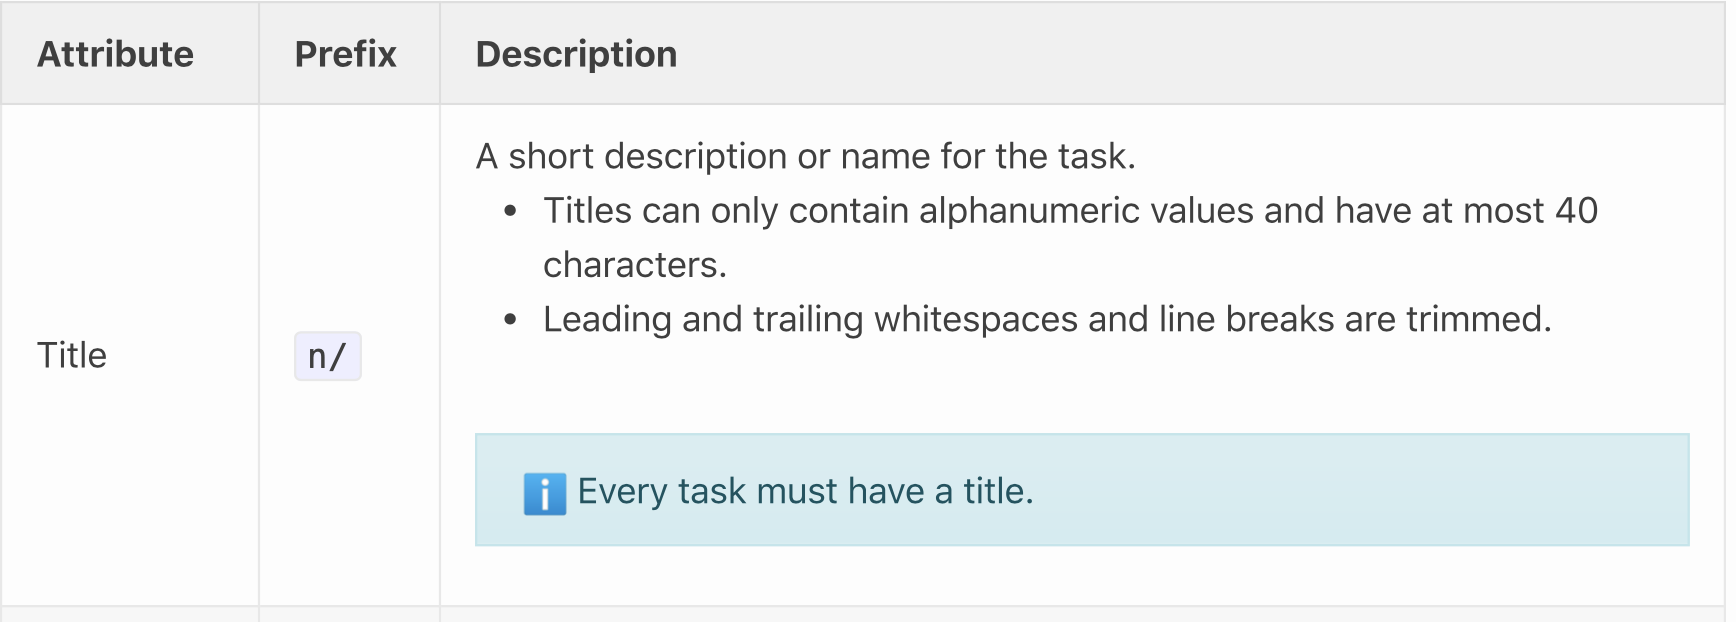 Attribute Prefix Description
A short description or name for the task.
• Titles can only contain alphanumeric values and have at most 40
characters.
• Leading and trailing whitespaces and line breaks are trimmed.
Title n/
ℹ️ Every task must have a title.